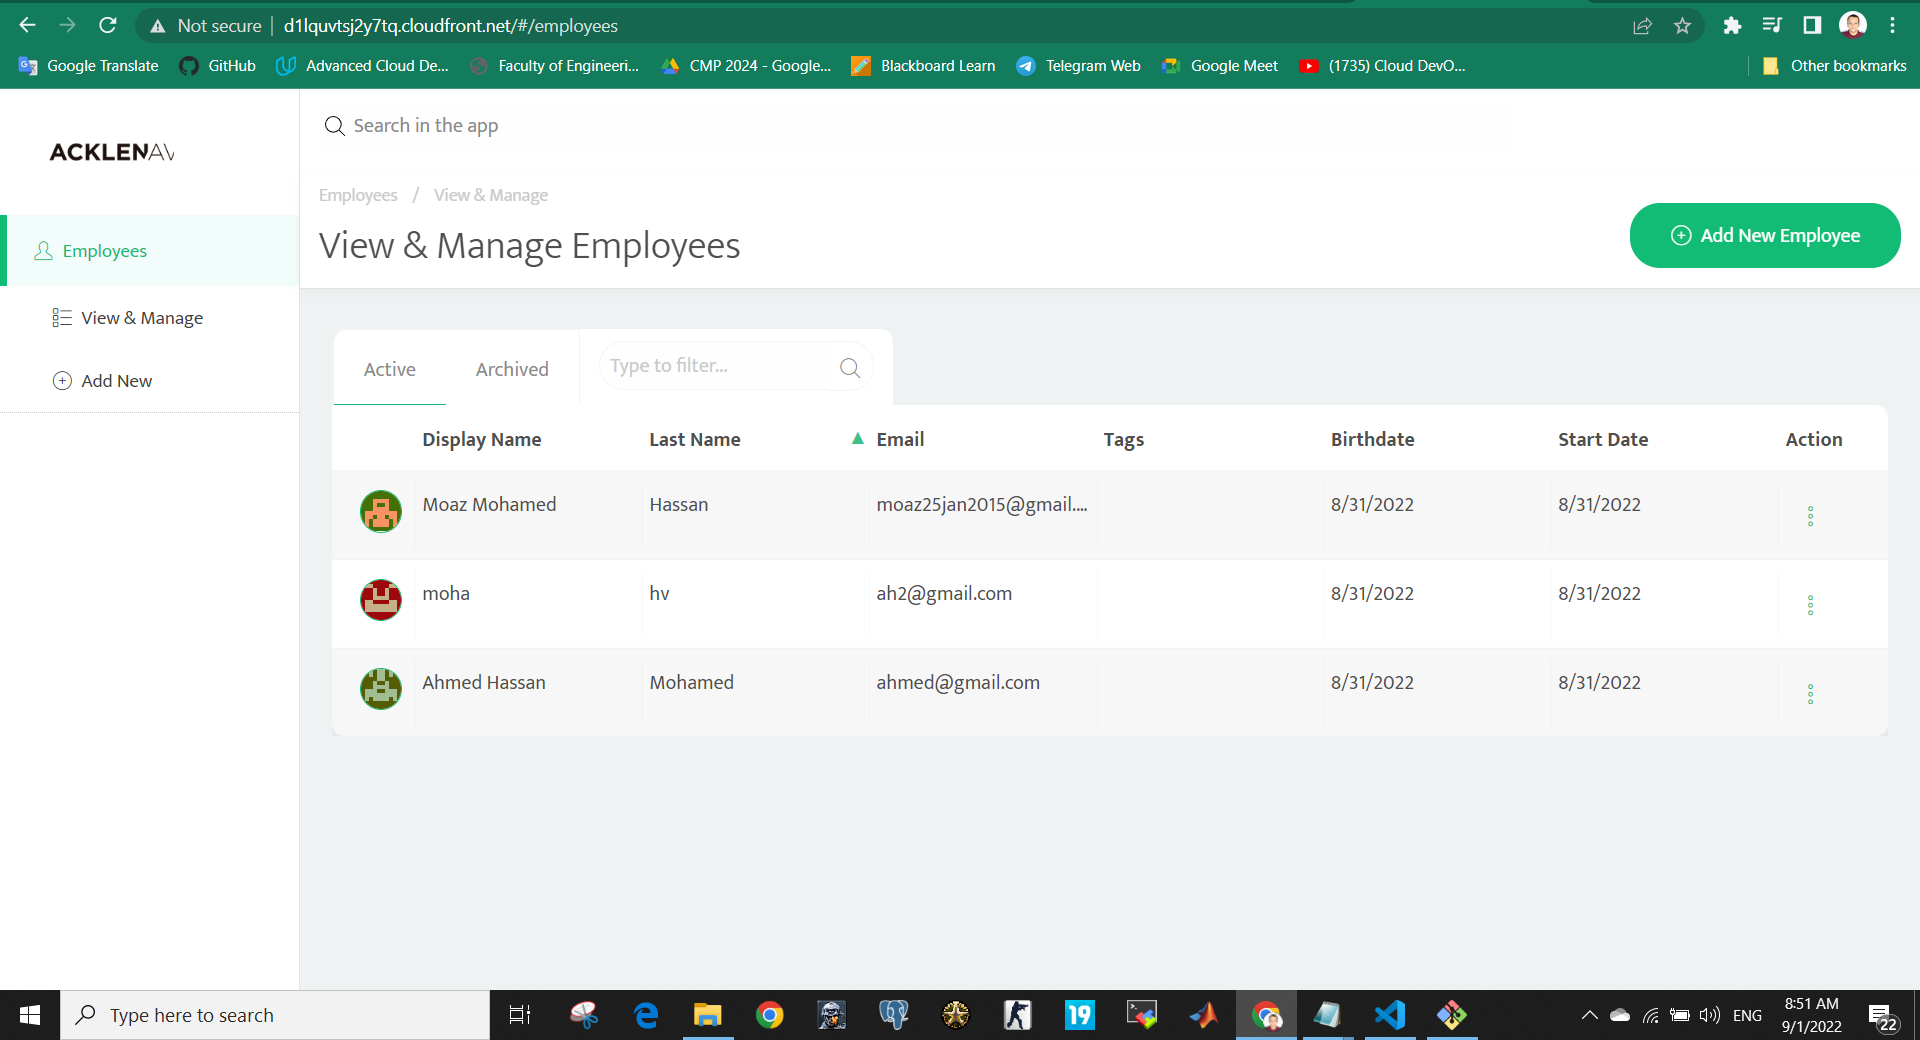 Not secure d1lquvtsj2y7tq.cloudfront.net/#/employees
Google Translate GitHub Advanced Cloud De... Faculty of Engineeri... CMP 2024 - Google... Blackboard Learn Telegram Web Google Meet (1735) Cloud DevO... Other bookmarks
Search in the app
ACKLENAV
Employees / View & Manage
View & Manage Employees
Add New Employee
Employees
View & Manage
Add New
Active Archived Type to filter...
Display Name Last Name Email Tags Birthdate Start Date Action
Moaz Mohamed Hassan moaz25jan2015@gmail.... 8/31/2022 8/31/2022
moha hv ah2@gmail.com 8/31/2022 8/31/2022
Ahmed Hassan Mohamed ahmed@gmail.com 8/31/2022 8/31/2022
Type here to search
19
ENG
8:51 AM
9/1/2022
22